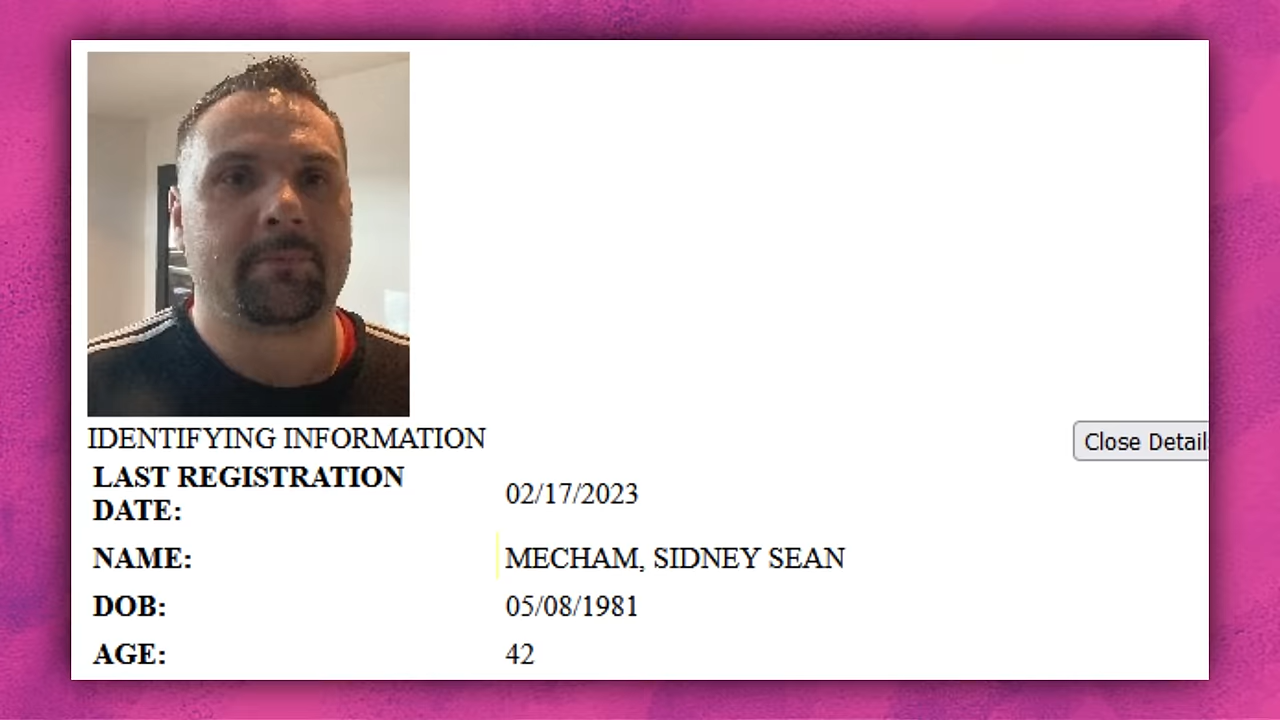 IDENTIFYING INFORMATION
Close Detail
LAST REGISTRATION
DATE:
02/17/2023
NAME:
MECHAM, SIDNEY SEAN
DOB:
05/08/1981
AGE:
42